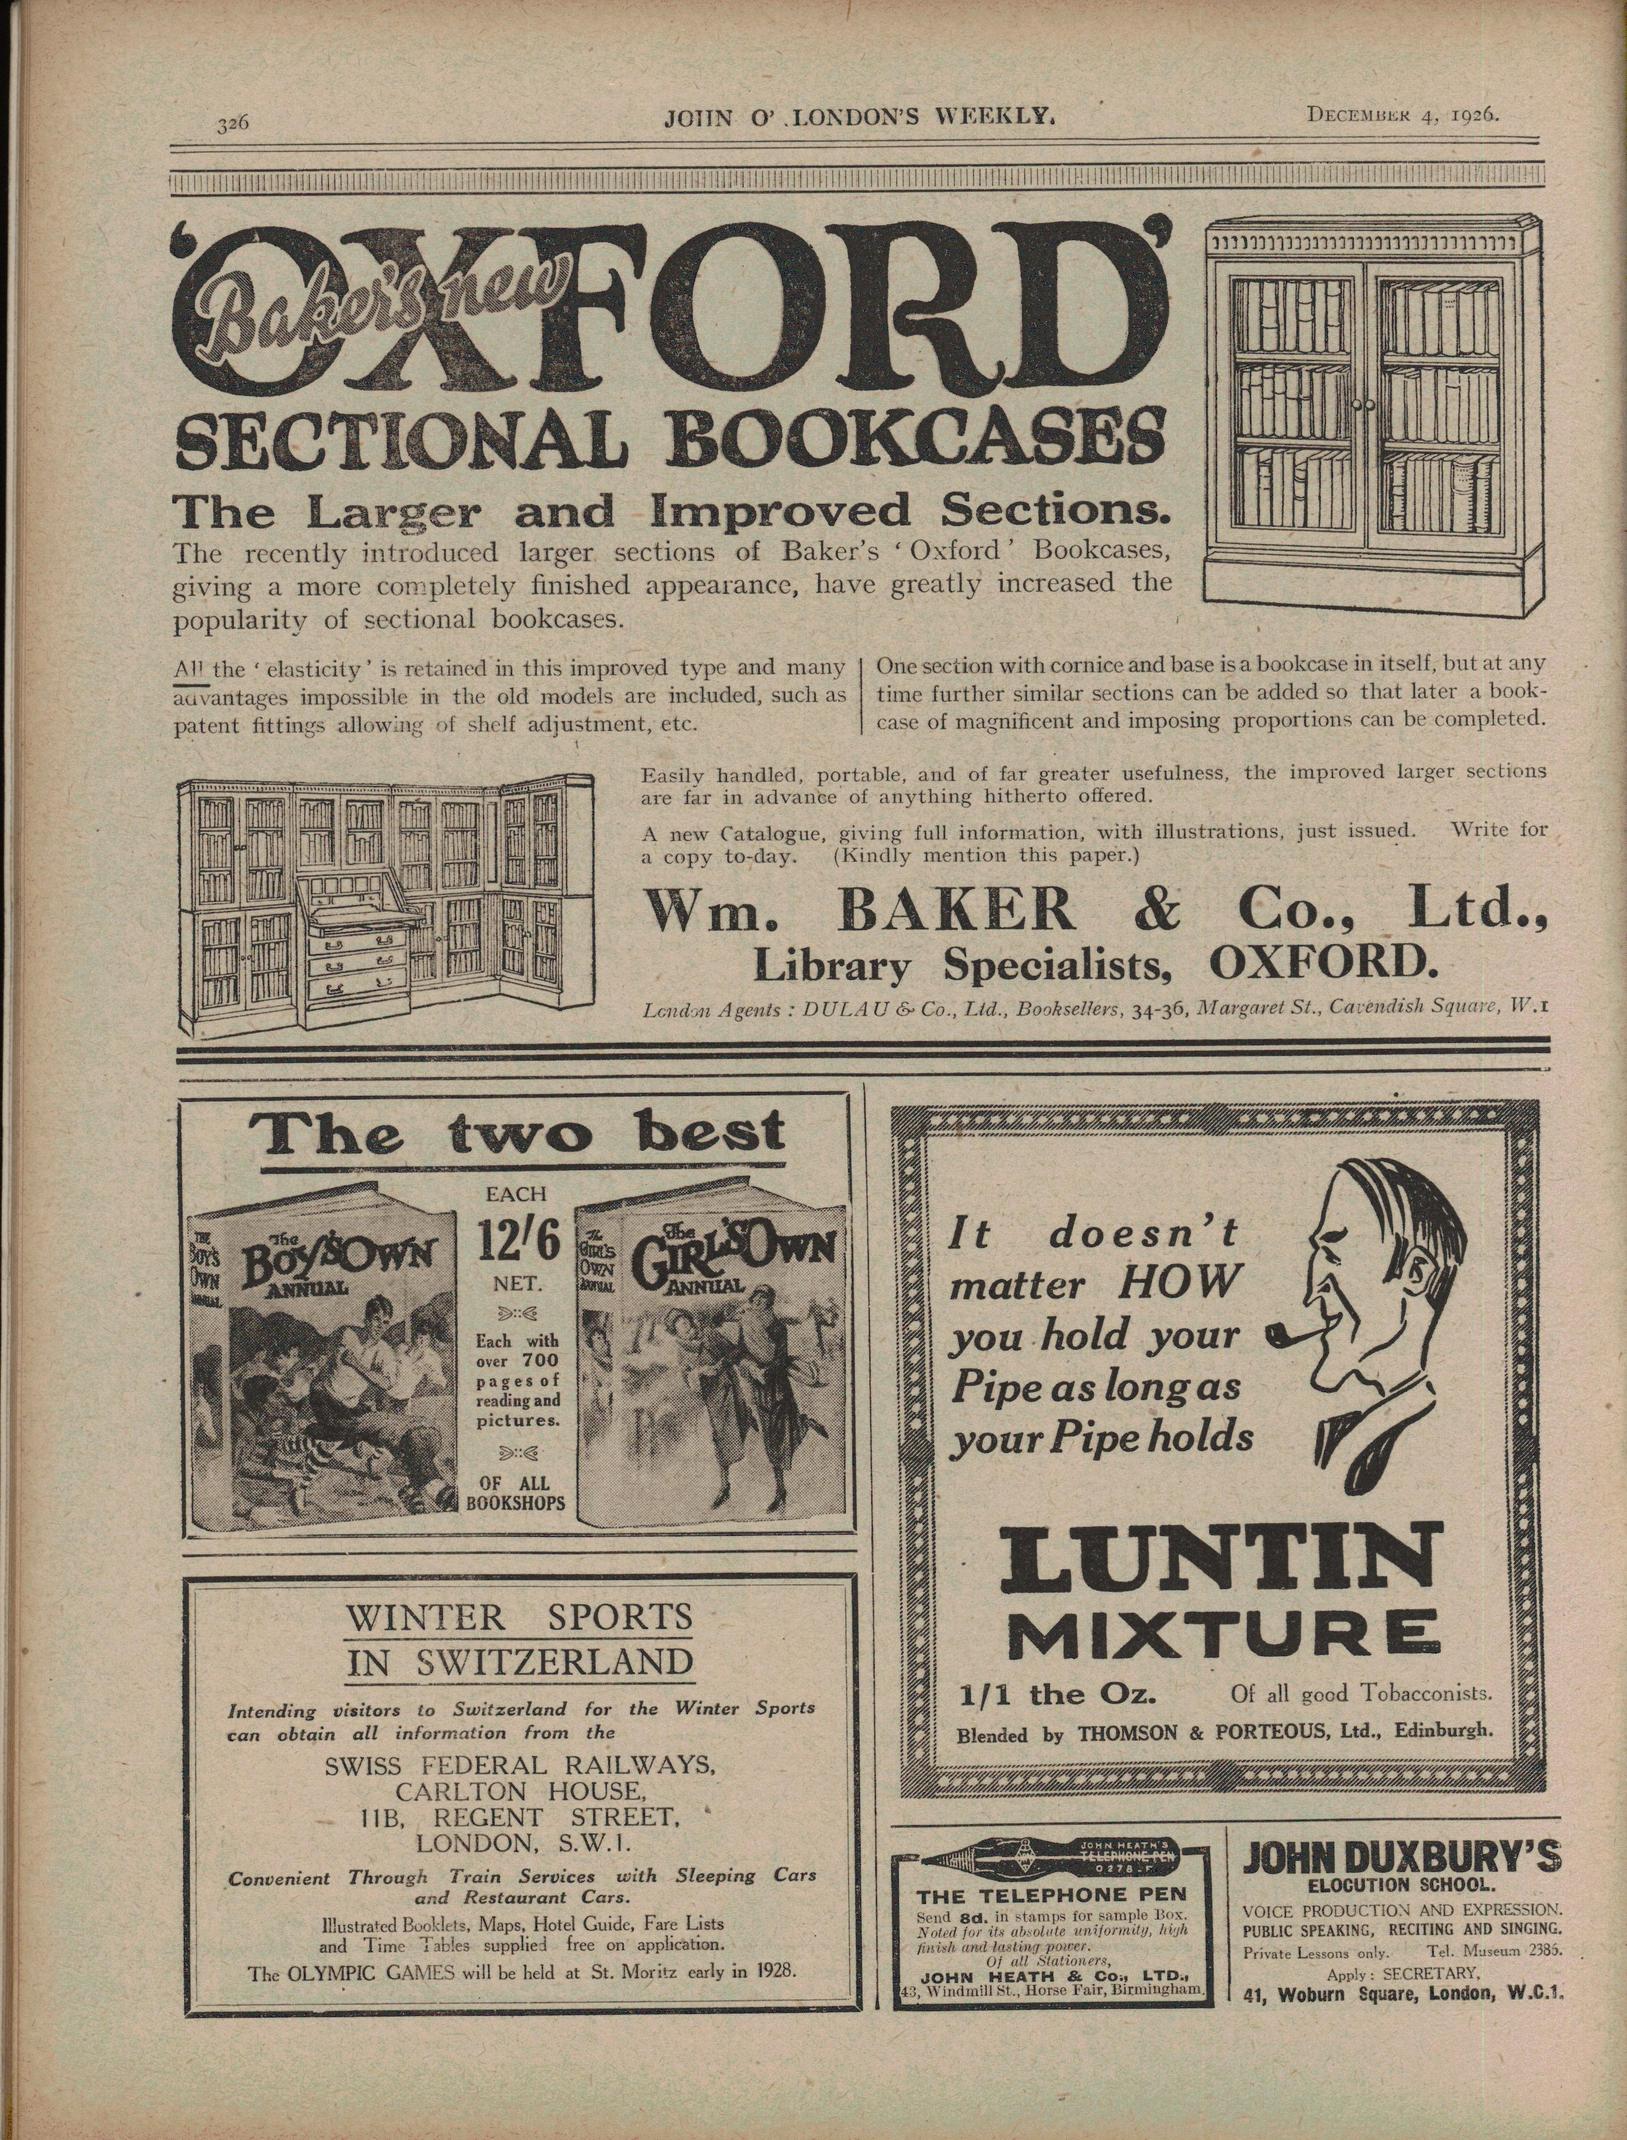 326
JOHN O' LONDON'S WEEKLY.
DECEMBER 4, 1926.
Baker's new
'OXFORD'
SECTIONAL BOOKCASES
The Larger and Improved Sections.
The recently introduced larger sections of Baker's 'Oxford' Bookcases,
giving a more completely finished appearance, have greatly increased the
popularity of sectional bookcases.
All the 'elasticity' is retained in this improved type and many
advantages impossible in the old models are included, such as
patent fittings allowing of shelf adjustment, etc.
One section with cornice and base is a bookcase in itself, but at any
time further similar sections can be added so that later a book-
case of magnificent and imposing proportions can be completed.
Easily handled, portable, and of far greater usefulness, the improved larger sections
are far in advance of anything hitherto offered.
A new Catalogue, giving full information, with illustrations, just issued. Write for
a copy to-day. (Kindly mention this paper.)
Wm. BAKER & Co., Ltd.,
Library Specialists, OXFORD.
London Agents: DULAU & Co., Ltd., Booksellers, 34-36, Margaret St., Cavendish Square, W.1
The two best
THE
BOY'S
OWN
ANNUAL
The
BOY'S OWN
ANNUAL
EACH
12/6
NET.
Each with
over 700
pages of
reading and
pictures.
OF ALL
BOOKSHOPS
The
GIRL'S
OWN
ANNUAL
The
GIRL'S OWN
ANNUAL
WINTER SPORTS
IN SWITZERLAND
Intending visitors to Switzerland for the Winter Sports
can obtain all information from the
SWISS FEDERAL RAILWAYS,
CARLTON HOUSE,
11B, REGENT STREET,
LONDON, S.W.1.
Convenient Through Train Services with Sleeping Cars
and Restaurant Cars.
Illustrated Booklets, Maps, Hotel Guide, Fare Lists
and Time Tables supplied free on application.
The OLYMPIC GAMES will be held at St. Moritz early in 1928.
It doesn't
matter HOW
you hold your
Pipe as long as
your Pipe holds
LUNTIN
MIXTURE
1/1 the Oz. Of all good Tobacconists.
Blended by THOMSON & PORTEOUS, Ltd., Edinburgh.
JOHN HEATH'S
TELEPHONE PEN
0278-F
THE TELEPHONE PEN
Send 8d. in stamps for sample Box.
Noted for its absolute uniformity, high
finish and lasting power.
Of all Stationers,
JOHN HEATH & Co., LTD.,
43, Windmill St., Horse Fair, Birmingham.
JOHN DUXBURY'S
ELOCUTION SCHOOL.
VOICE PRODUCTION AND EXPRESSION.
PUBLIC SPEAKING, RECITING AND SINGING.
Private Lessons only. Tel. Museum 2386.
Apply: SECRETARY,
41, Woburn Square, London, W.C.1.